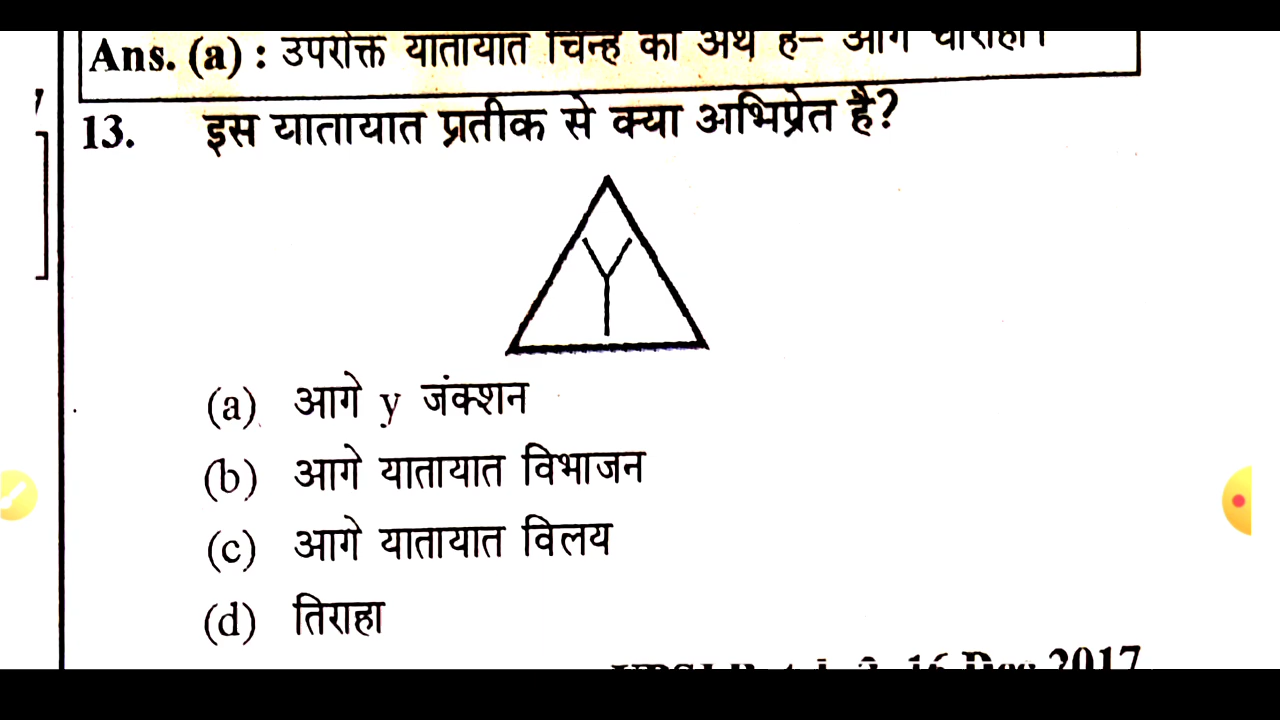 Ans. (a) : उपरोक्त यातायात चिन्ह का अर्थ है– आगे चौराहा।
13. इस यातायात प्रतीक से क्या अभिप्रेत है?
(a) आगे y जंक्शन
(b) आगे यातायात विभाजन
(c) आगे यातायात विलय
(d) तिराहा
16 Dec 2017